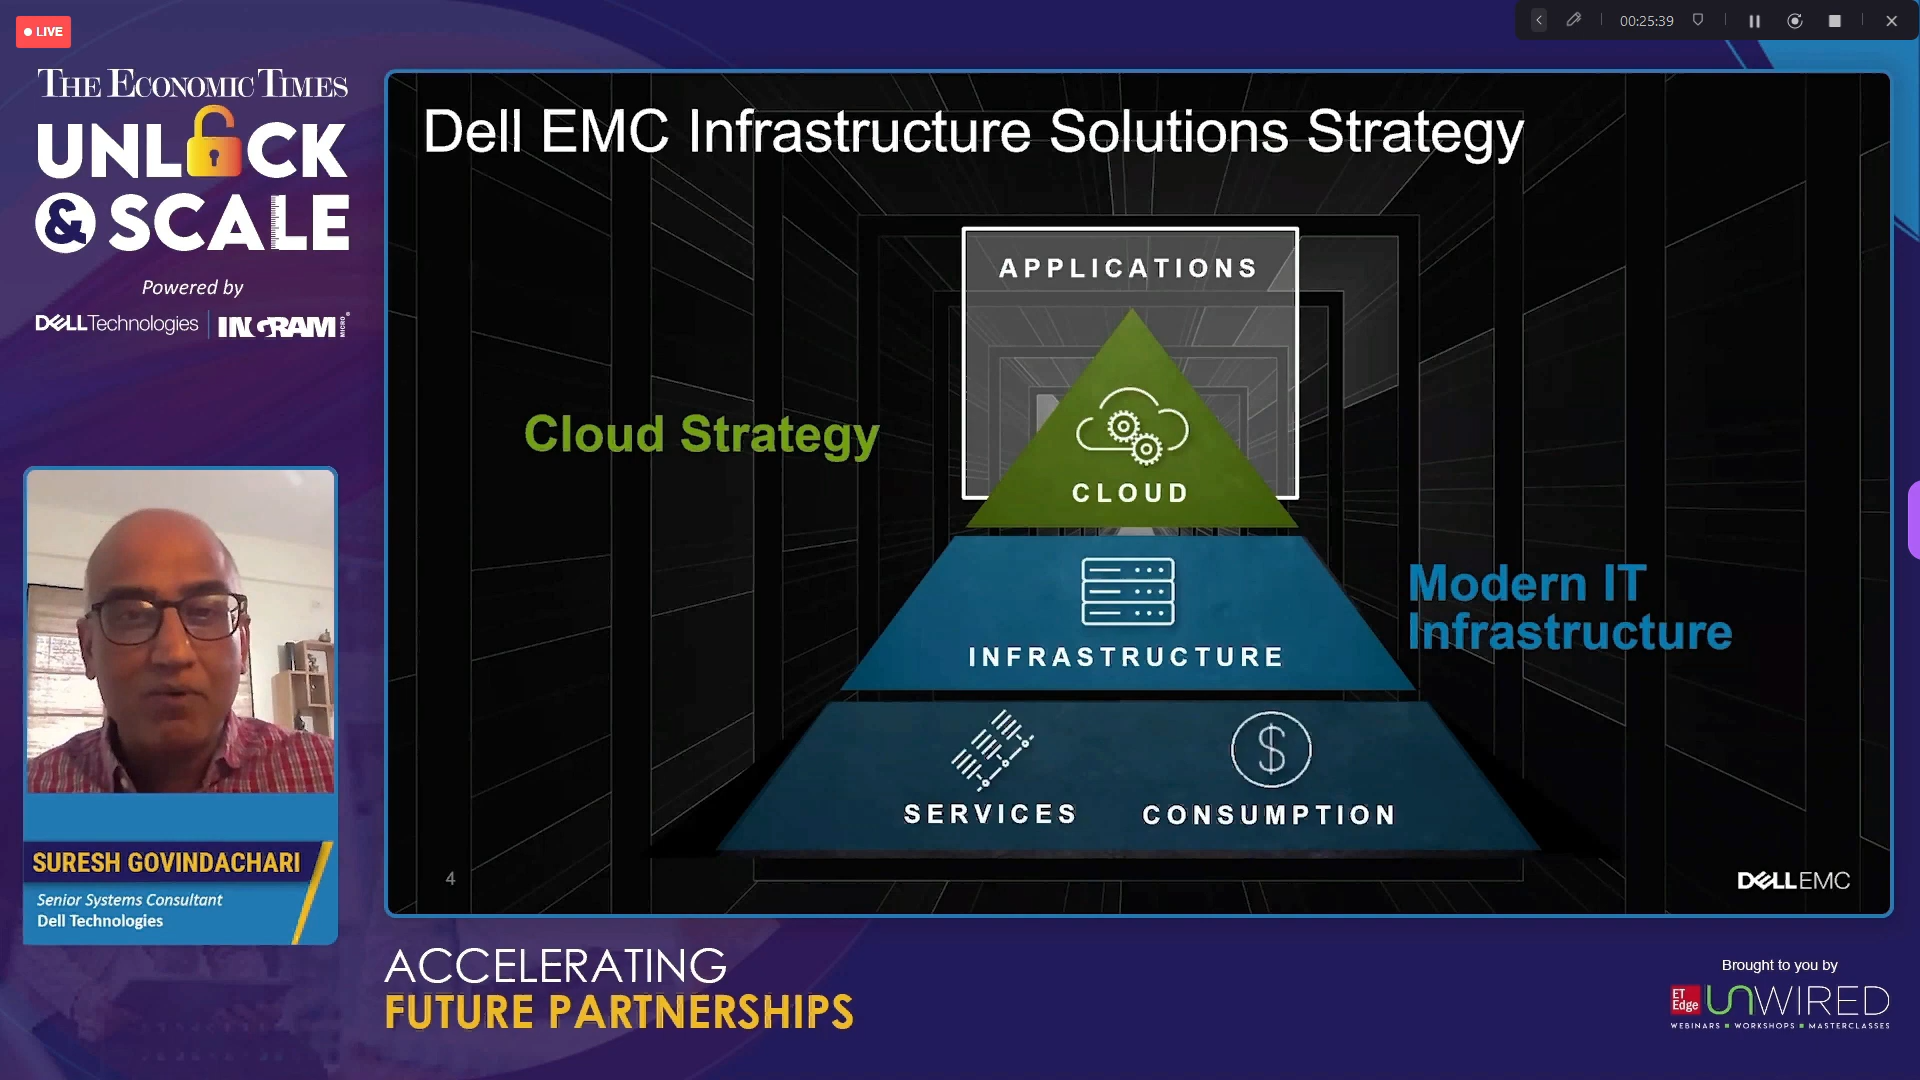 LIVE
00:25:39
THE ECONOMIC TIMES
UNLOCK
& SCALE
Powered by
DELLTechnologies | INGRAM MICRO
Dell EMC Infrastructure Solutions Strategy
APPLICATIONS
Cloud Strategy
CLOUD
Modern IT
Infrastructure
INFRASTRUCTURE
$
SERVICES CONSUMPTION
4
DELLEMC
SURESH GOVINDACHARI
Senior Systems Consultant
Dell Technologies
ACCELERATING
FUTURE PARTNERSHIPS
Brought to you by
ET Edge UNWIRED
WEBINARS ▪ WORKSHOPS ▪ MASTERCLASSES